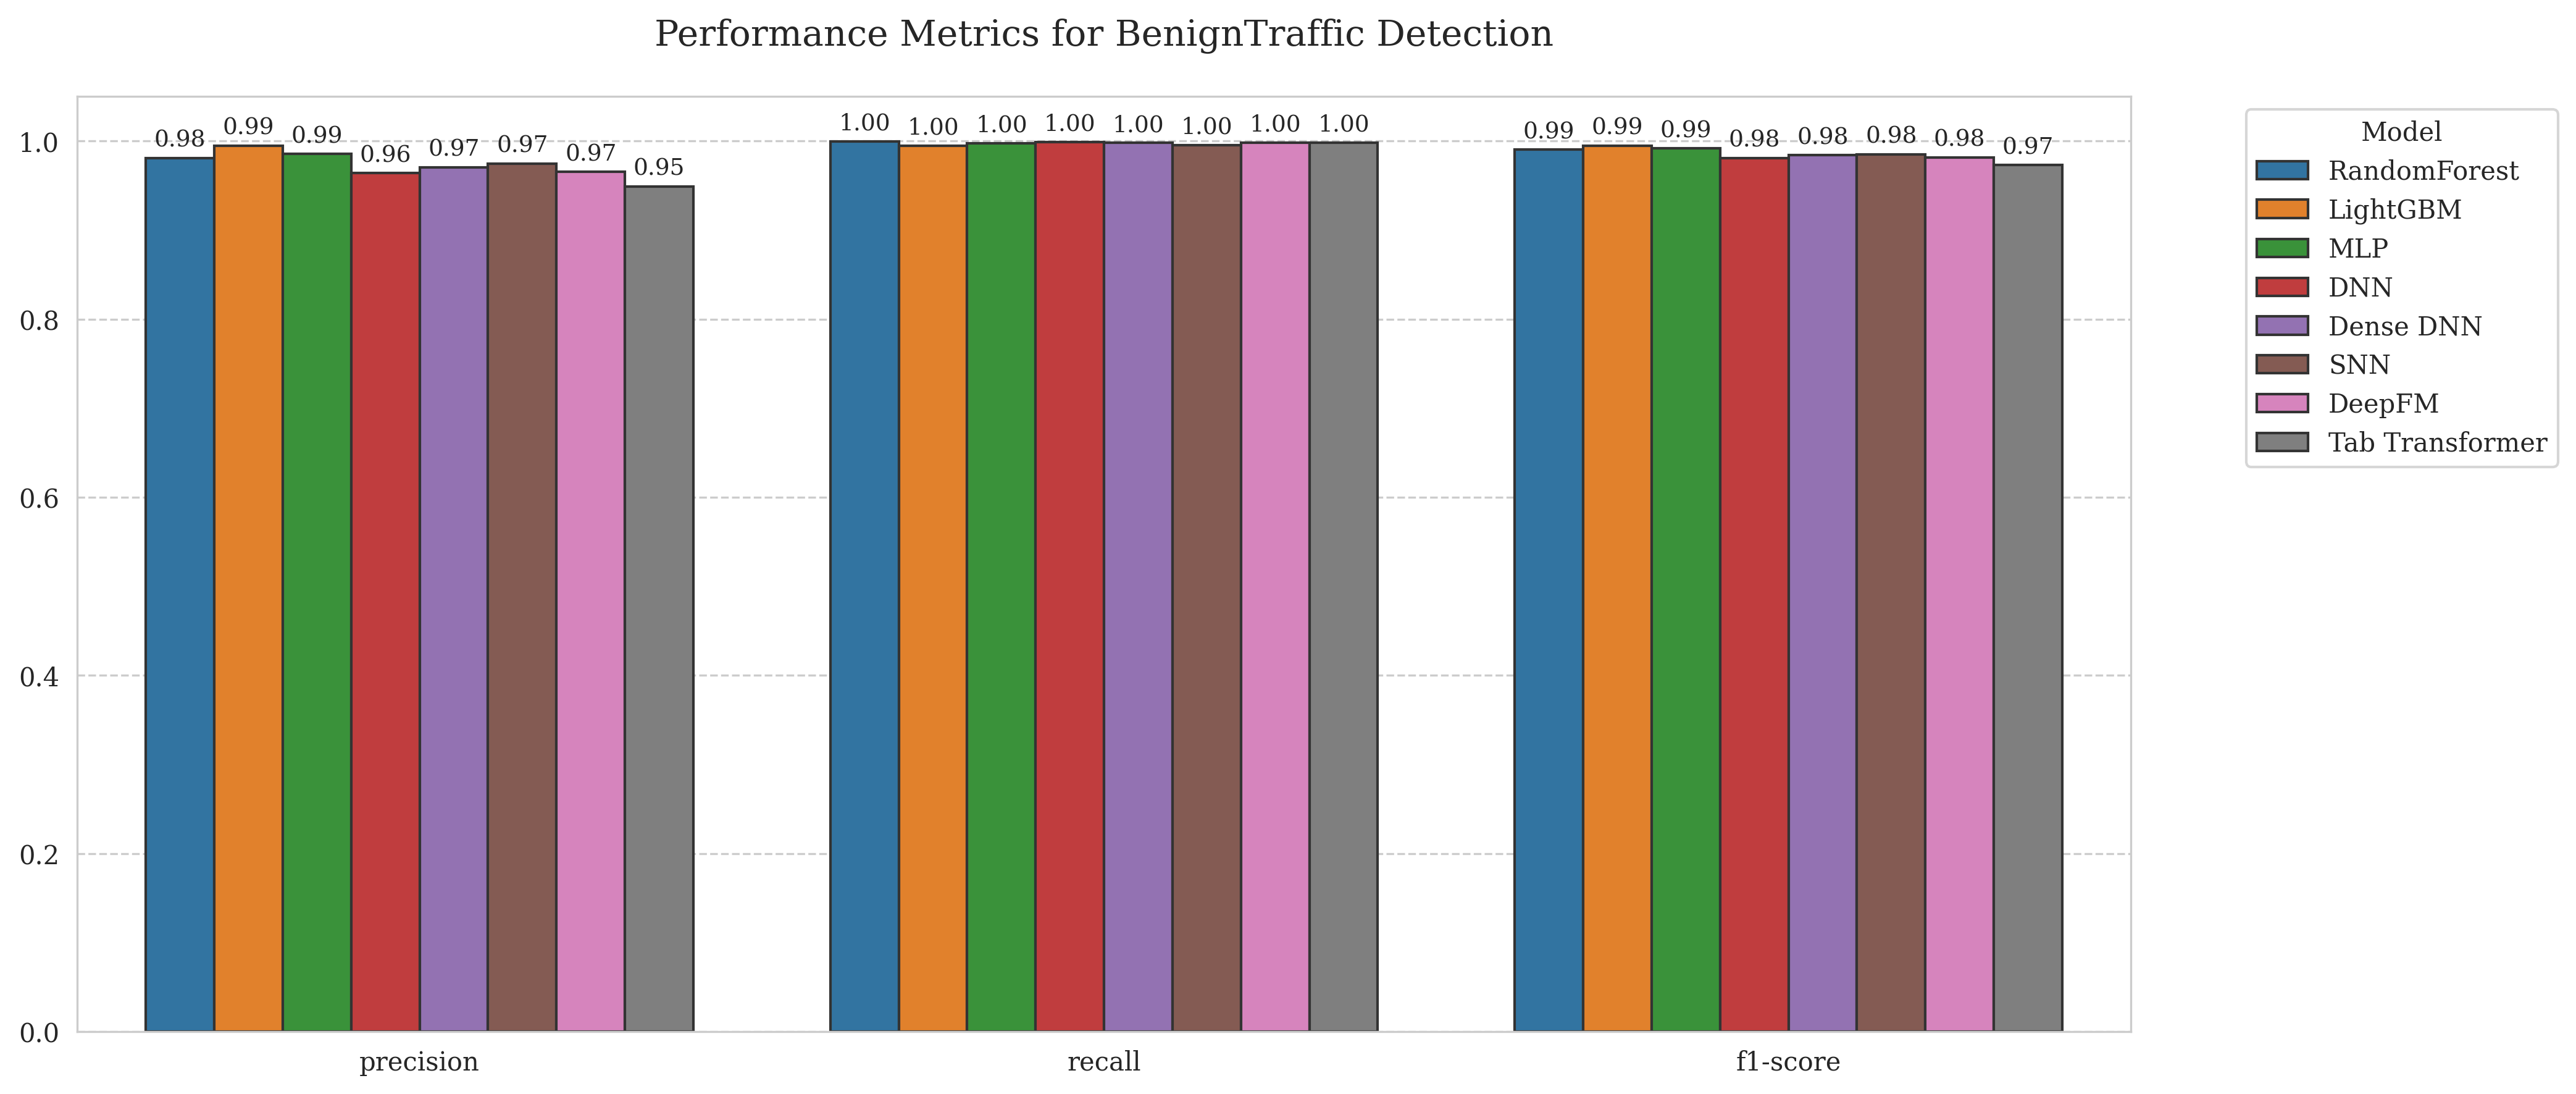 Performance Metrics for BenignTraffic Detection
1.0
0.8
0.6
0.4
0.2
0.0
0.98 0.99 0.99 0.96 0.97 0.97 0.97 0.95
1.00 1.00 1.00 1.00 1.00 1.00 1.00 1.00
0.99 0.99 0.99 0.98 0.98 0.98 0.98 0.97
precision recall f1-score
Model
RandomForest
LightGBM
MLP
DNN
Dense DNN
SNN
DeepFM
Tab Transformer